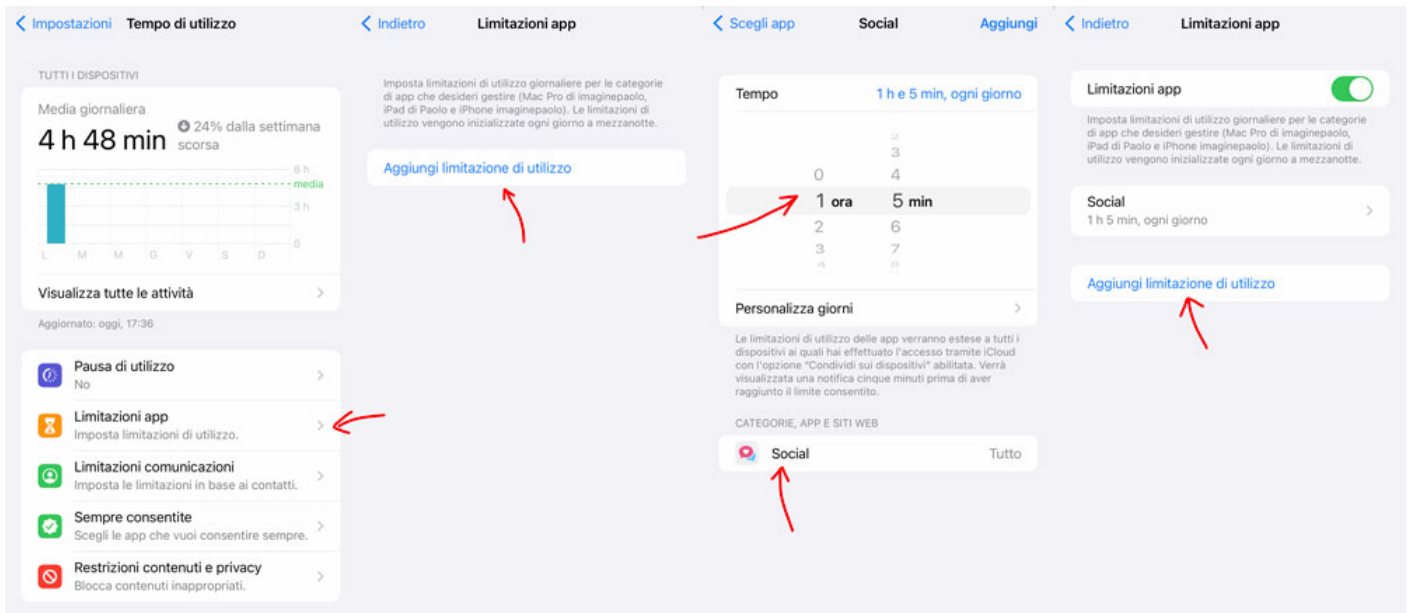 Impostazioni
Tempo di utilizzo
TUTTI I DISPOSITIVI
Media giornaliera
4 h 48 min
24% dalla settimana
scorsa
6 h
media
3 h
0
L M M G V S D
Visualizza tutte le attività
Aggiornato: oggi, 17:36
Pausa di utilizzo
No
Limitazioni app
Imposta limitazioni di utilizzo.
Limitazioni comunicazioni
Imposta le limitazioni in base ai contatti.
Sempre consentite
Scegli le app che vuoi consentire sempre.
Restrizioni contenuti e privacy
Blocca contenuti inappropriati.
Indietro
Limitazioni app
Imposta limitazioni di utilizzo giornaliere per le categorie
di app che desideri gestire (Mac Pro di imaginepaolo,
iPad di Paolo e iPhone imaginepaolo). Le limitazioni di
utilizzo vengono inizializzate ogni giorno a mezzanotte.
Aggiungi limitazione di utilizzo
Scegli app
Social
Aggiungi
Tempo
1 h e 5 min, ogni giorno
2
3
0 4
1 ora 5 min
2 6
3 7
Personalizza giorni
Le limitazioni di utilizzo delle app verranno estese a tutti i
dispositivi ai quali hai effettuato l'accesso tramite iCloud
con l'opzione "Condividi sui dispositivi" abilitata. Verrà
visualizzata una notifica cinque minuti prima di aver
raggiunto il limite consentito.
CATEGORIE, APP E SITI WEB
Social
Tutto
Indietro
Limitazioni app
Limitazioni app
Imposta limitazioni di utilizzo giornaliere per le categorie
di app che desideri gestire (Mac Pro di imaginepaolo,
iPad di Paolo e iPhone imaginepaolo). Le limitazioni di
utilizzo vengono inizializzate ogni giorno a mezzanotte.
Social
1 h 5 min, ogni giorno
Aggiungi limitazione di utilizzo